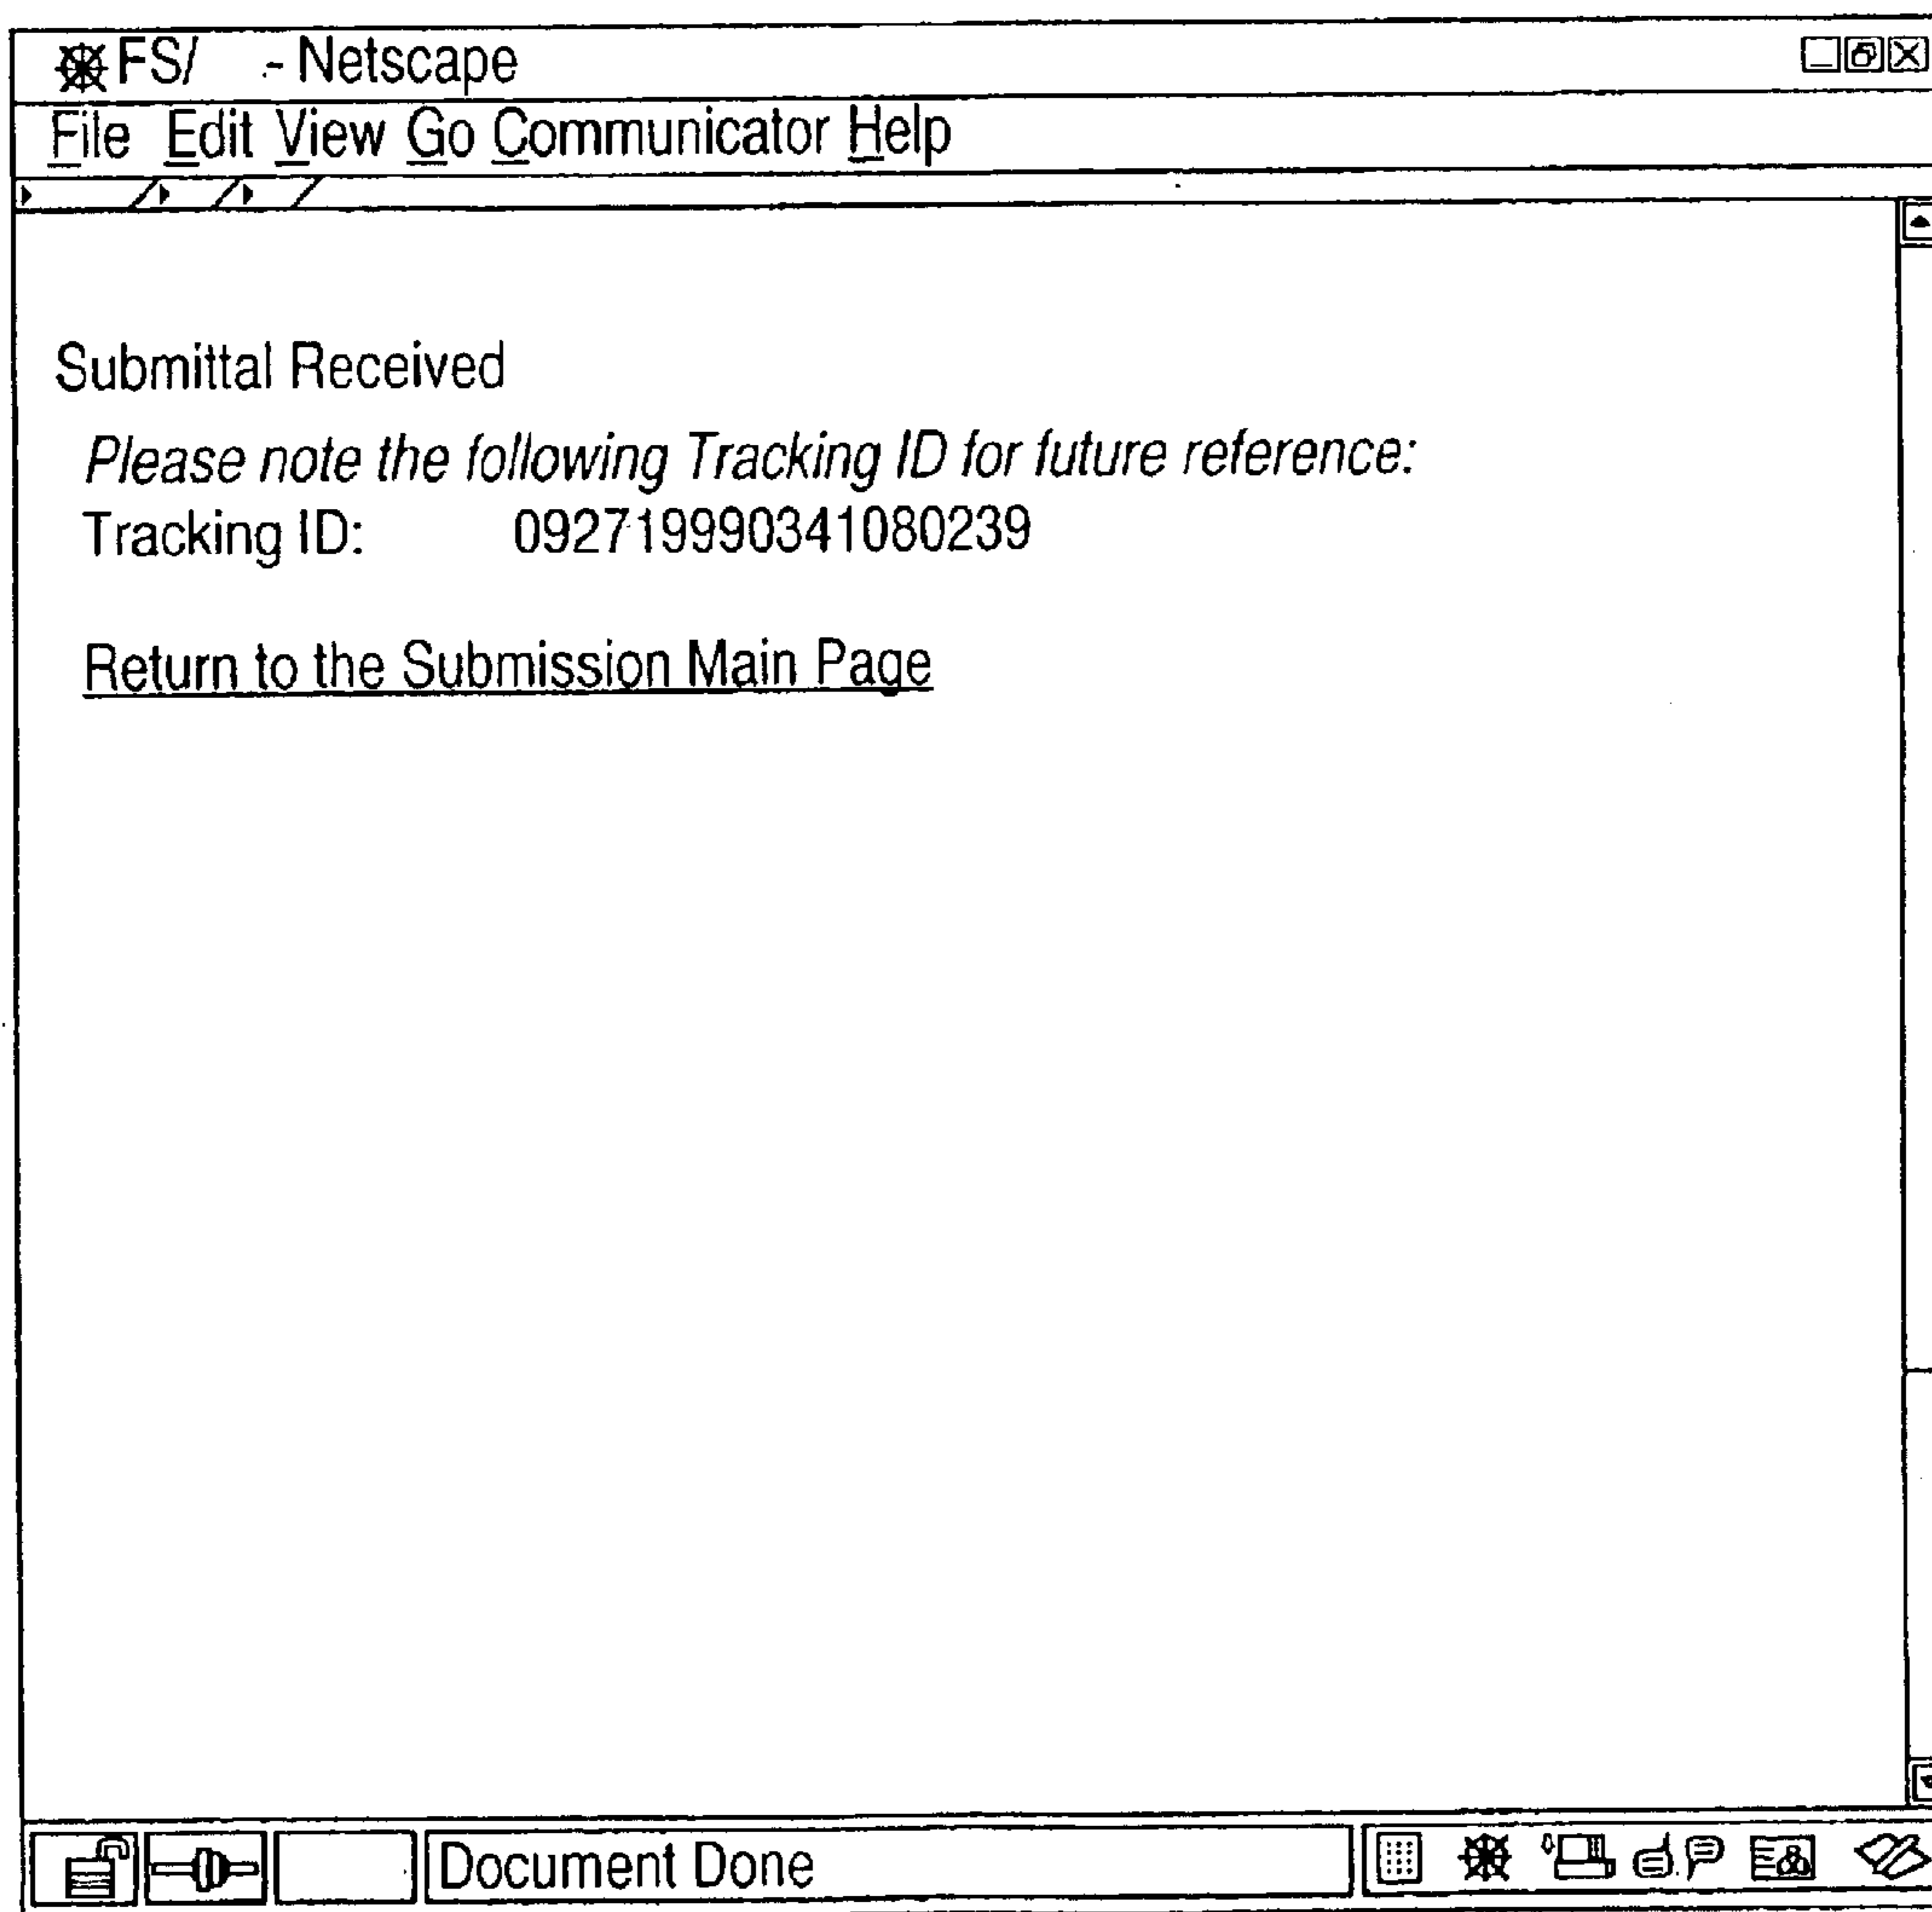 FS/ - Netscape
File Edit View Go Communicator Help
Submittal Received
Please note the following Tracking ID for future reference:
Tracking ID: 092719990341080239
Return to the Submission Main Page
Document Done